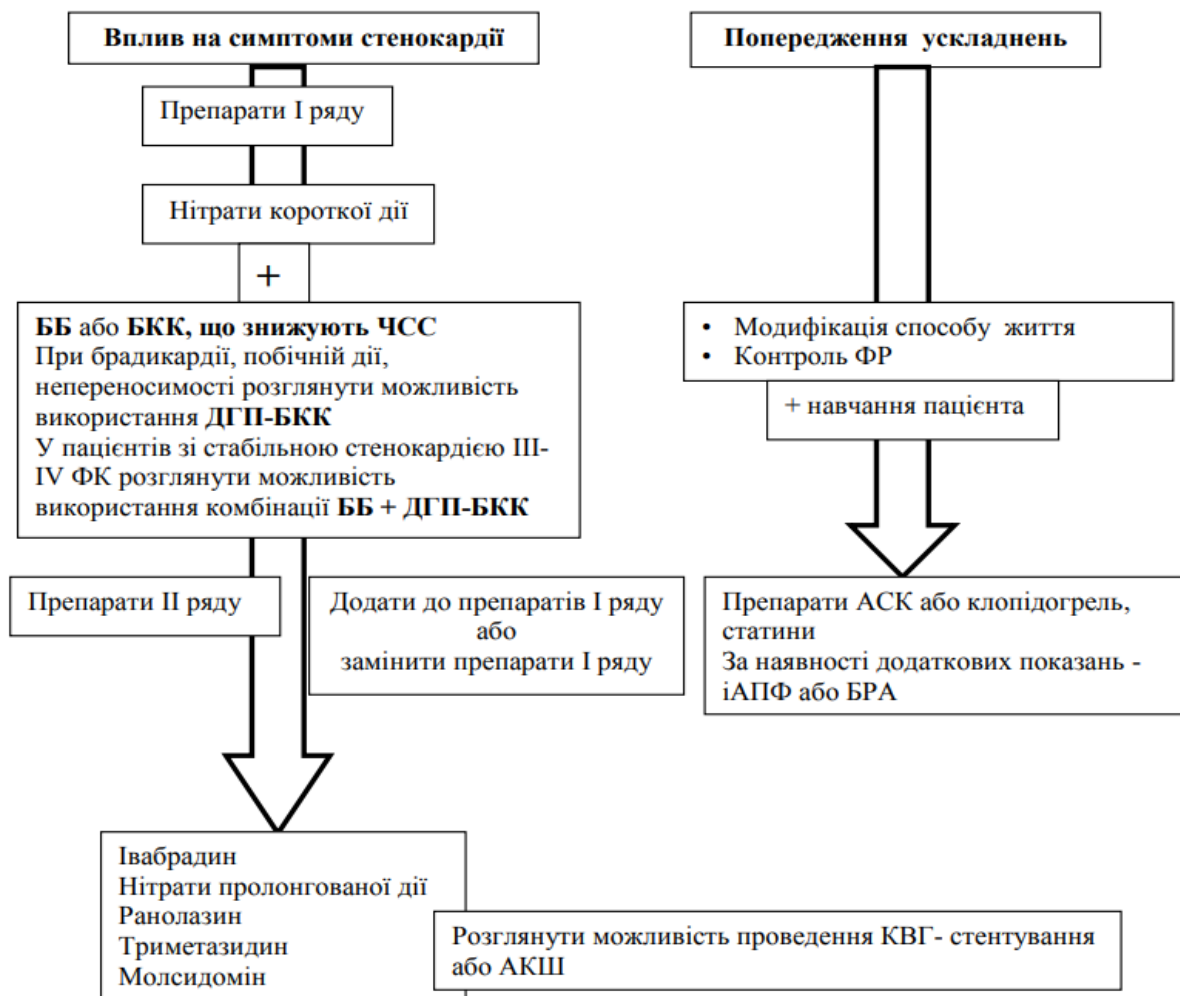 Вплив на симптоми стенокардії
Препарати І ряду
Нітрати короткої дії
+
ББ або БКК, що знижують ЧСС
При брадикардії, побічній дії,
непереносимості розглянути можливість
використання ДГП-БКК
У пацієнтів зі стабільною стенокардією ІІІ-
IV ФК розглянути можливість
використання комбінації ББ + ДГП-БКК
Препарати ІІ ряду
Додати до препаратів І ряду
або
замінити препарати І ряду
Івабрадин
Нітрати пролонгованої дії
Ранолазин
Триметазидин
Молсидомін
Розглянути можливість проведення КВГ- стентування
або АКШ
Попередження ускладнень
• Модифікація способу життя
• Контроль ФР
+ навчання пацієнта
Препарати АСК або клопідогрель,
статини
За наявності додаткових показань -
іАПФ або БРА